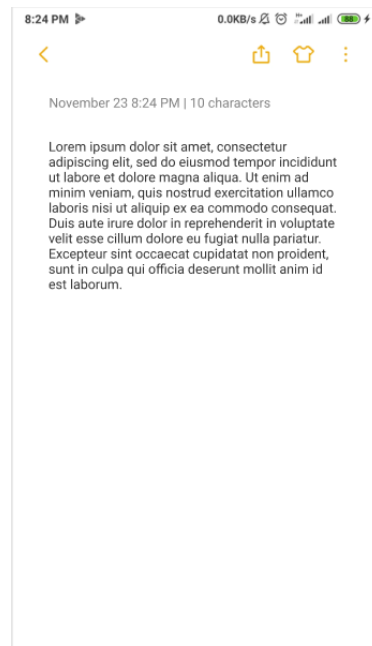 8:24 PM 0.0KB/s 88
November 23 8:24 PM | 10 characters
Lorem ipsum dolor sit amet, consectetur
adipiscing elit, sed do eiusmod tempor incididunt
ut labore et dolore magna aliqua. Ut enim ad
minim veniam, quis nostrud exercitation ullamco
laboris nisi ut aliquip ex ea commodo consequat.
Duis aute irure dolor in reprehenderit in voluptate
velit esse cillum dolore eu fugiat nulla pariatur.
Excepteur sint occaecat cupidatat non proident,
sunt in culpa qui officia deserunt mollit anim id
est laborum.